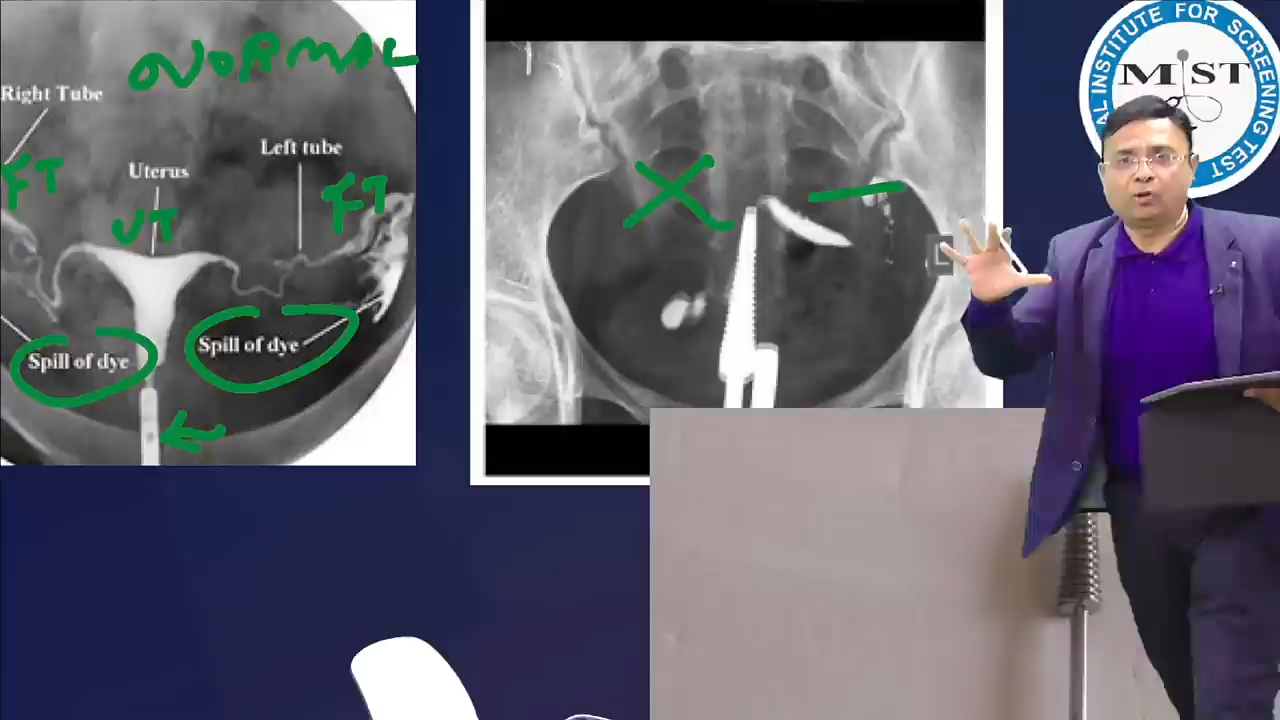 NORMAL
Right Tube
Left tube
Uterus
FT
FT
UT
Spill of dye
Spill of dye
L
AL INSTITUTE FOR SCREENING TEST
MIST